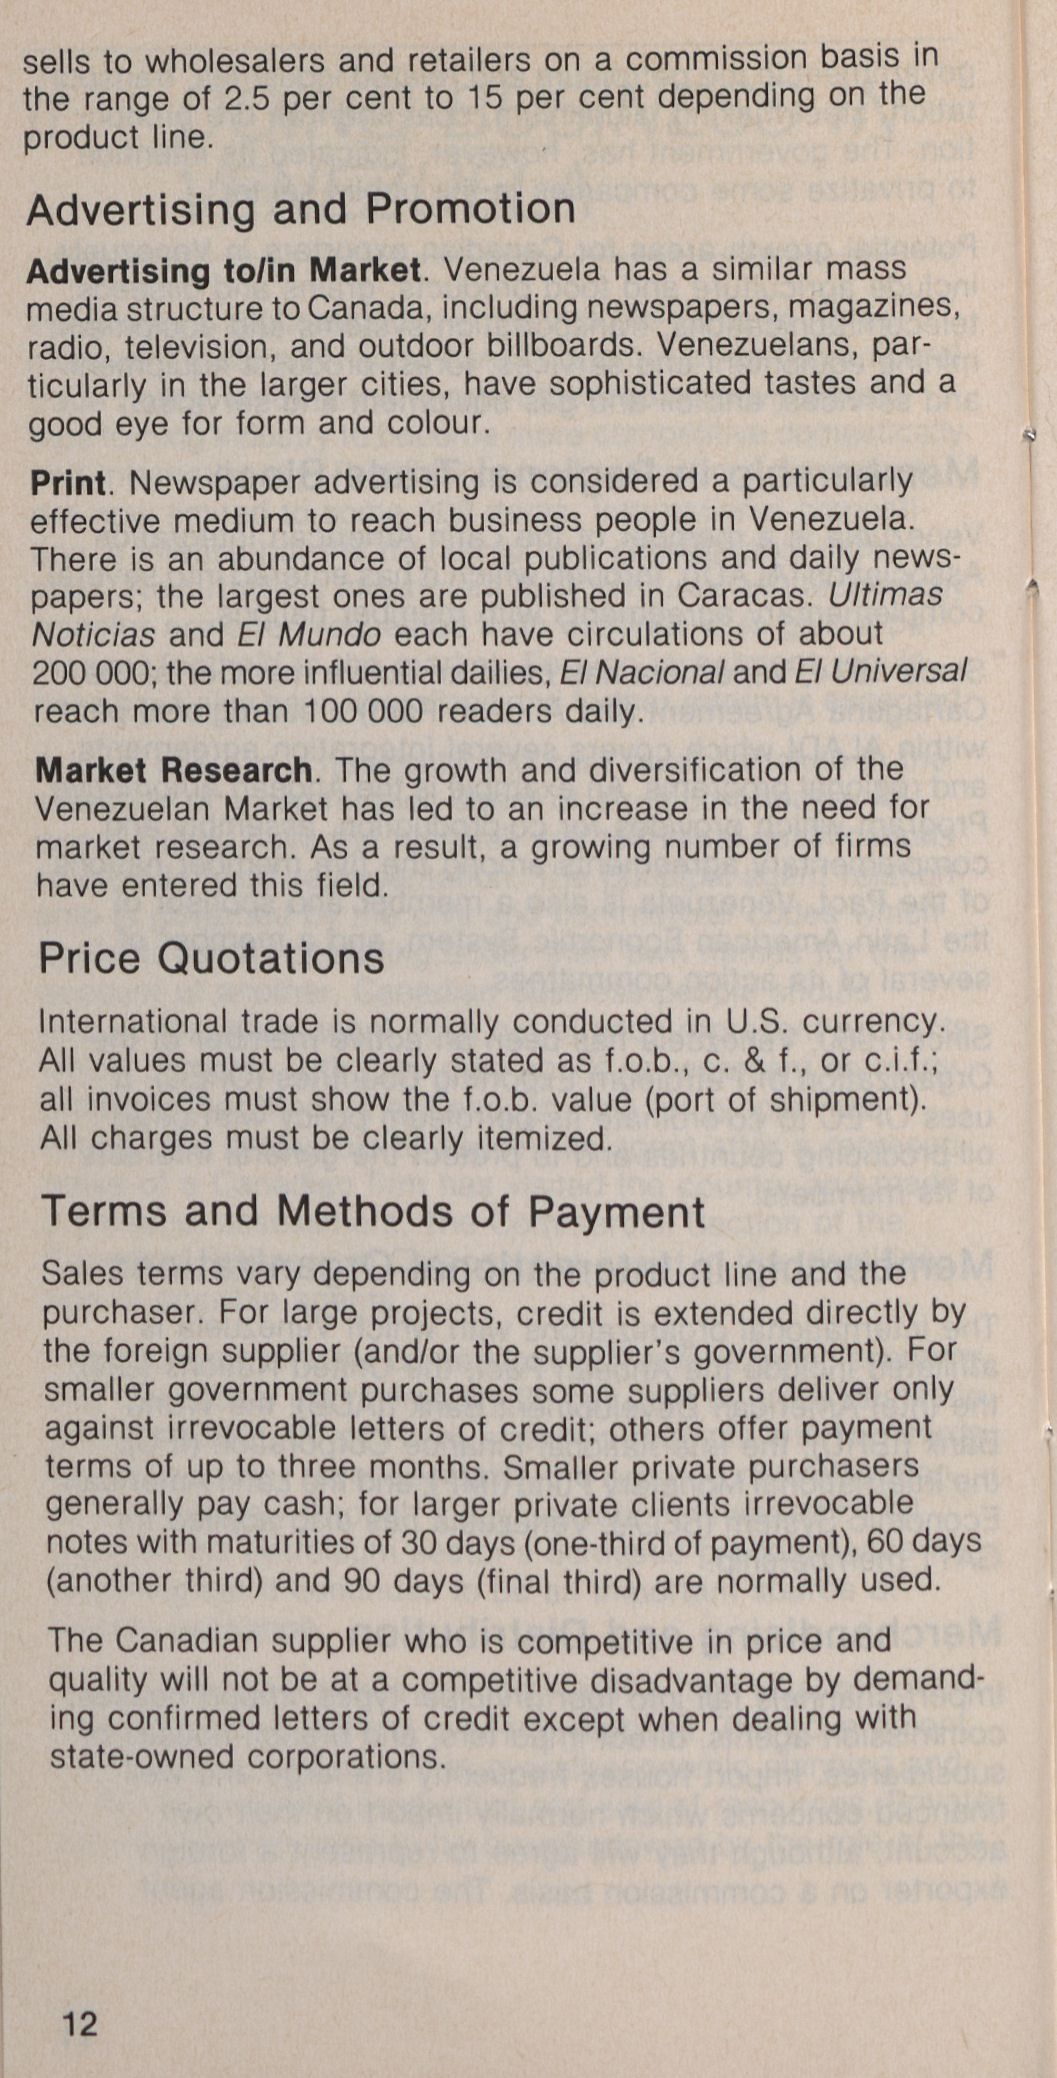 sells to wholesalers and retailers on a commission basis in
the range of 2.5 per cent to 15 per cent depending on the
product line.
Advertising and Promotion
Advertising to/in Market. Venezuela has a similar mass
media structure to Canada, including newspapers, magazines,
radio, television, and outdoor billboards. Venezuelans, par-
ticularly in the larger cities, have sophisticated tastes and a
good eye for form and colour.
Print. Newspaper advertising is considered a particularly
effective medium to reach business people in Venezuela.
There is an abundance of local publications and daily news-
papers; the largest ones are published in Caracas. Ultimas
Noticias and El Mundo each have circulations of about
200 000; the more influential dailies, El Nacional and El Universal
reach more than 100 000 readers daily.
Market Research. The growth and diversification of the
Venezuelan Market has led to an increase in the need for
market research. As a result, a growing number of firms
have entered this field.
Price Quotations
International trade is normally conducted in U.S. currency.
All values must be clearly stated as f.o.b., c. & f., or c.i.f.;
all invoices must show the f.o.b. value (port of shipment).
All charges must be clearly itemized.
Terms and Methods of Payment
Sales terms vary depending on the product line and the
purchaser. For large projects, credit is extended directly by
the foreign supplier (and/or the supplier's government). For
smaller government purchases some suppliers deliver only
against irrevocable letters of credit; others offer payment
terms of up to three months. Smaller private purchasers
generally pay cash; for larger private clients irrevocable
notes with maturities of 30 days (one-third of payment), 60 days
(another third) and 90 days (final third) are normally used.
The Canadian supplier who is competitive in price and
quality will not be at a competitive disadvantage by demand-
ing confirmed letters of credit except when dealing with
state-owned corporations.
12